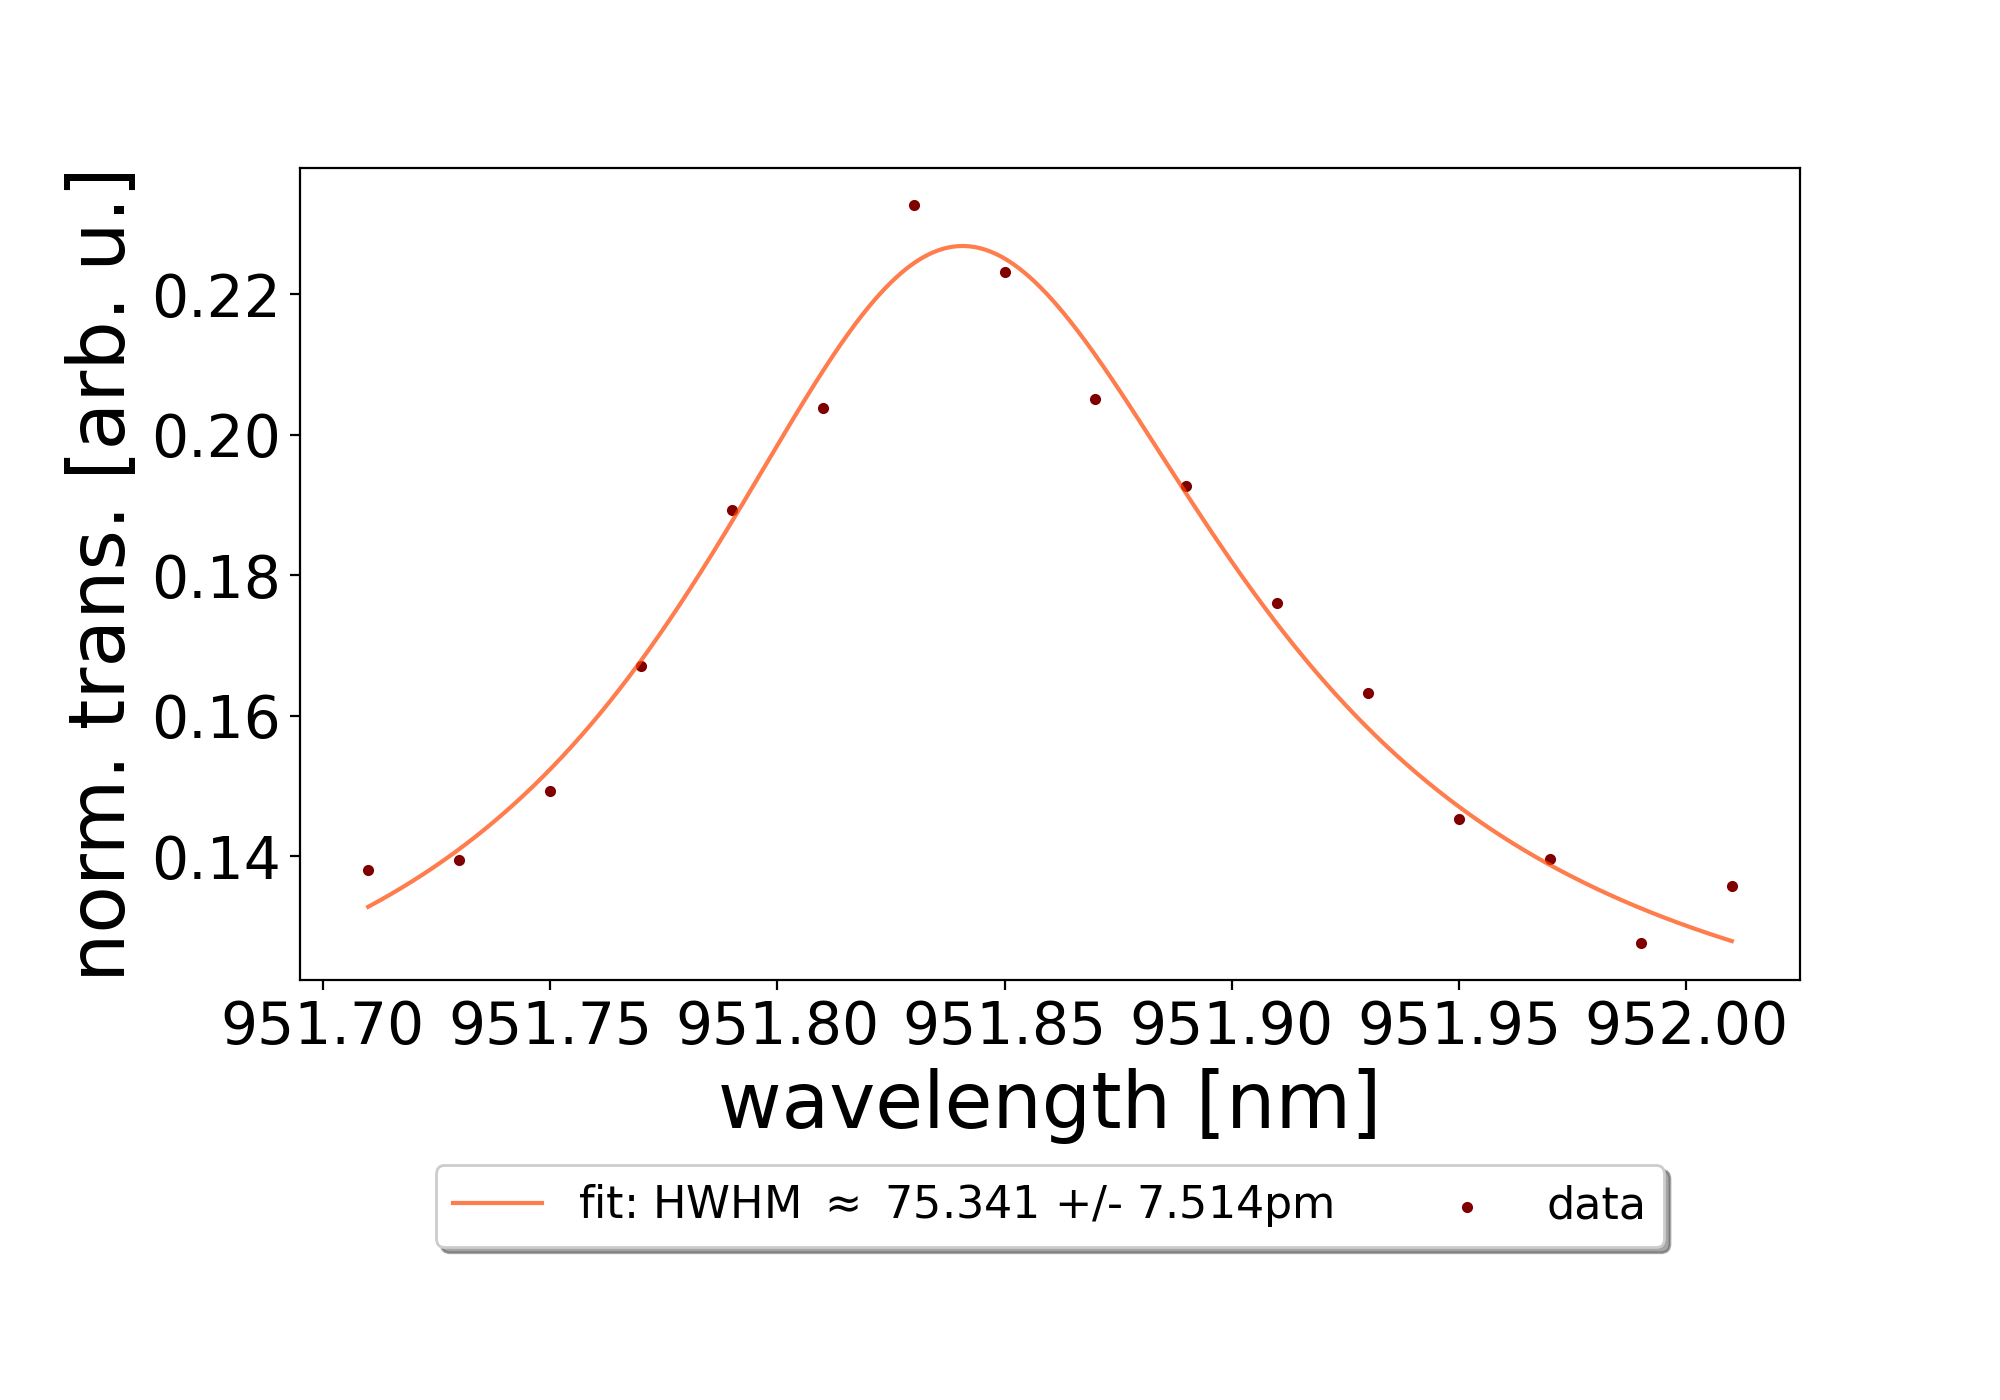 norm. trans. [arb. u.]
0.22
0.20
0.18
0.16
0.14
951.70 951.75 951.80 951.85 951.90 951.95 952.00
wavelength [nm]
fit: HWHM ≈ 75.341 +/- 7.514pm data